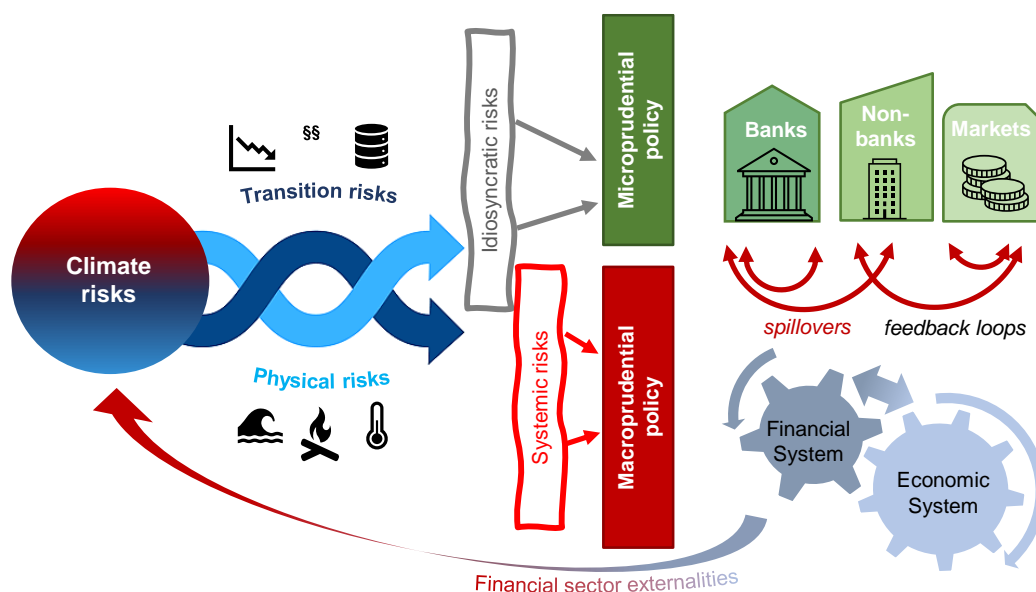 Climate
risks
§§
Transition risks
Physical risks
Idiosyncratic risks
Systemic risks
Microprudential
policy
Macroprudential
policy
Banks
Non-
banks
Markets
spillovers
feedback loops
Financial
System
Economic
System
Financial sector externalities